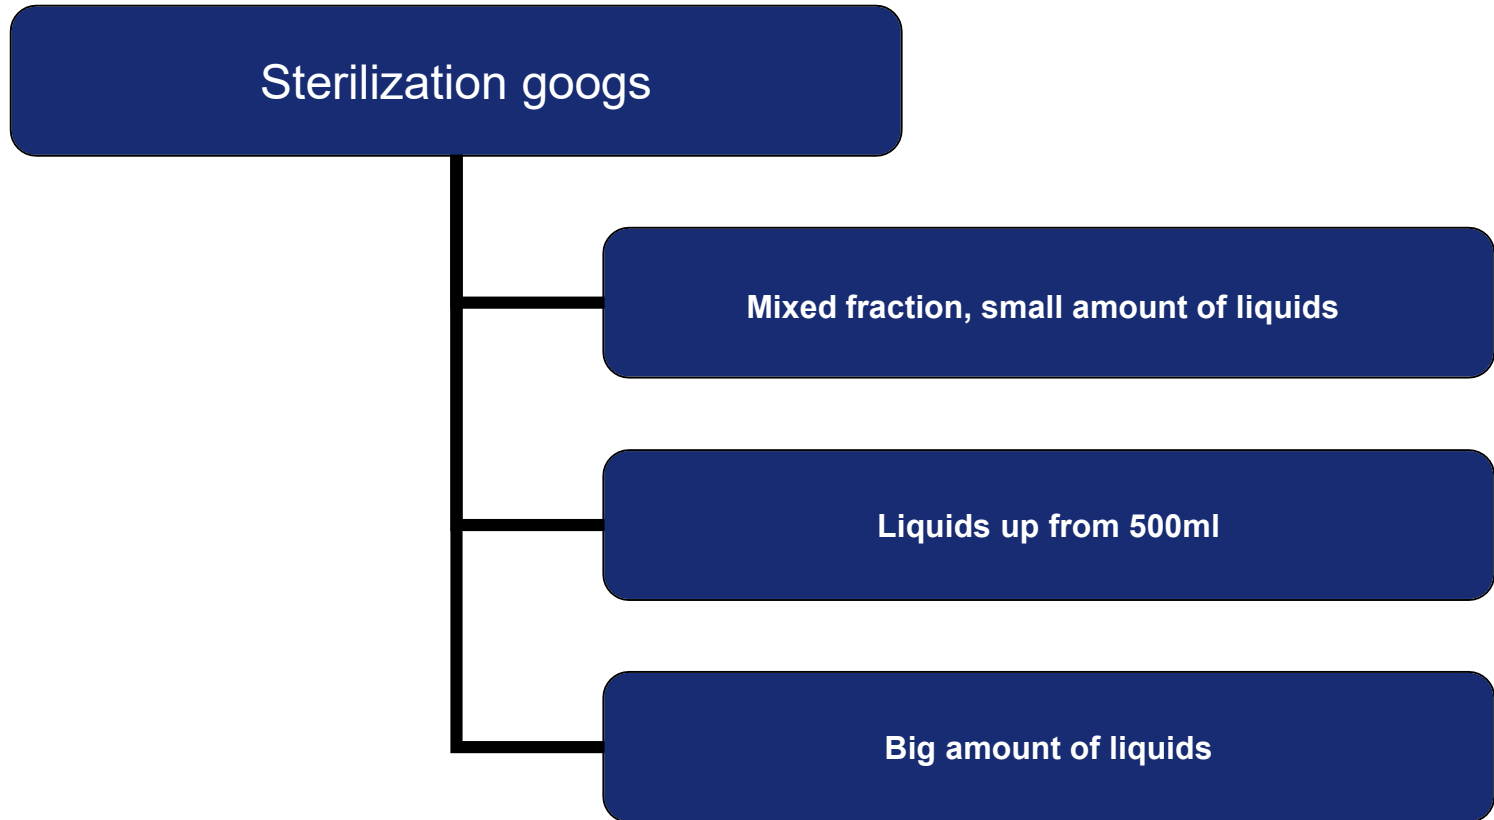 Sterilization googs
Mixed fraction, small amount of liquids
Liquids up from 500ml
Big amount of liquids